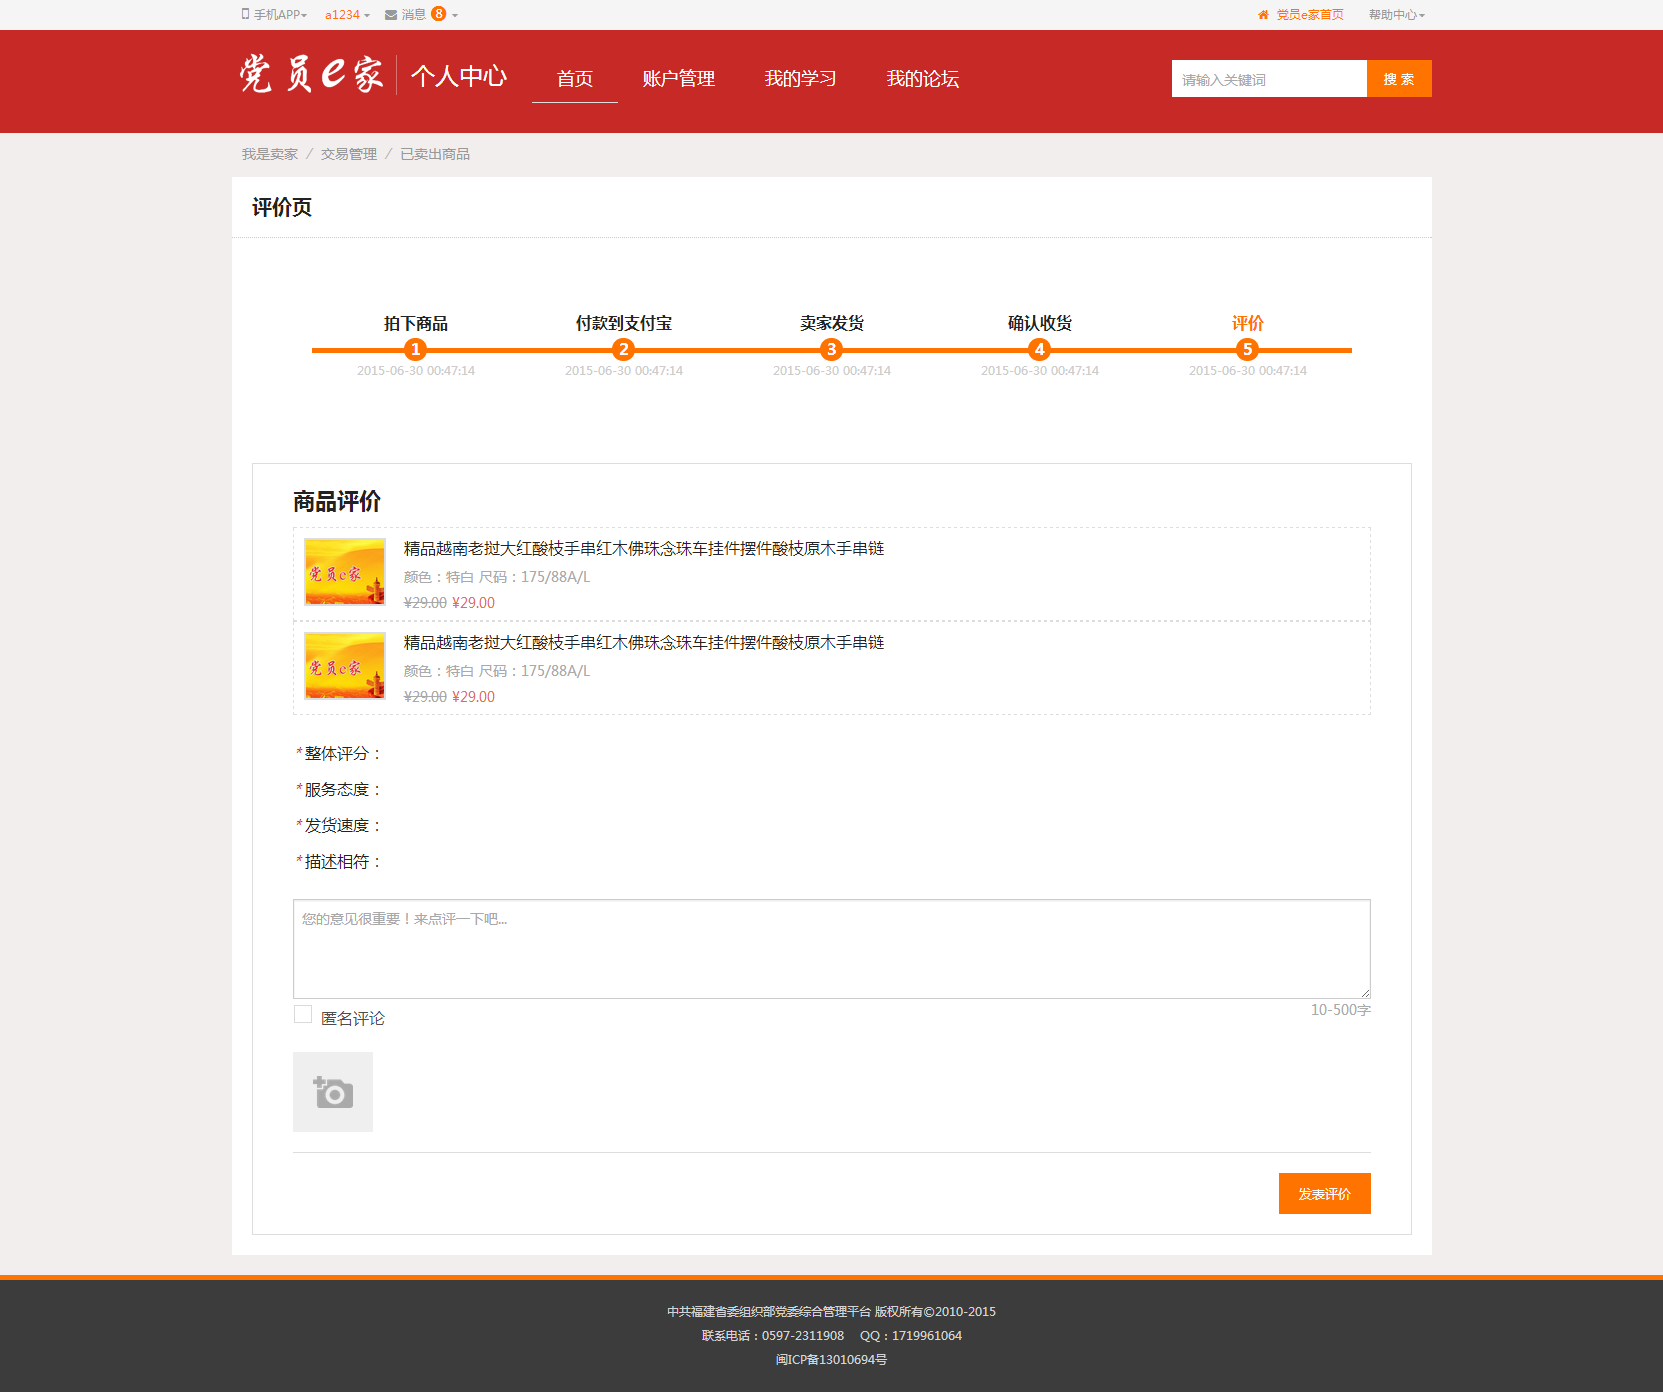 手机APP a1234 消息 8 党员e家首页 帮助中心
党员e家 个人中心 首页 账户管理 我的学习 我的论坛 请输入关键词 搜 索
我是卖家 / 交易管理 / 已卖出商品
评价页
拍下商品 付款到支付宝 卖家发货 确认收货 评价
1 2 3 4 5
2015-06-30 00:47:14 2015-06-30 00:47:14 2015-06-30 00:47:14 2015-06-30 00:47:14 2015-06-30 00:47:14
商品评价
党员e家
精品越南老挝大红酸枝手串红木佛珠念珠车挂件摆件酸枝原木手串链
颜色：特白 尺码：175/88A/L
¥29.00 ¥29.00
党员e家
精品越南老挝大红酸枝手串红木佛珠念珠车挂件摆件酸枝原木手串链
颜色：特白 尺码：175/88A/L
¥29.00 ¥29.00
*整体评分：
*服务态度：
*发货速度：
*描述相符：
您的意见很重要！来点评一下吧...
匿名评论 10-500字
发表评价
中共福建省委组织部党委综合管理平台 版权所有©2010-2015
联系电话：0597-2311908 QQ：1719961064
闽ICP备13010694号